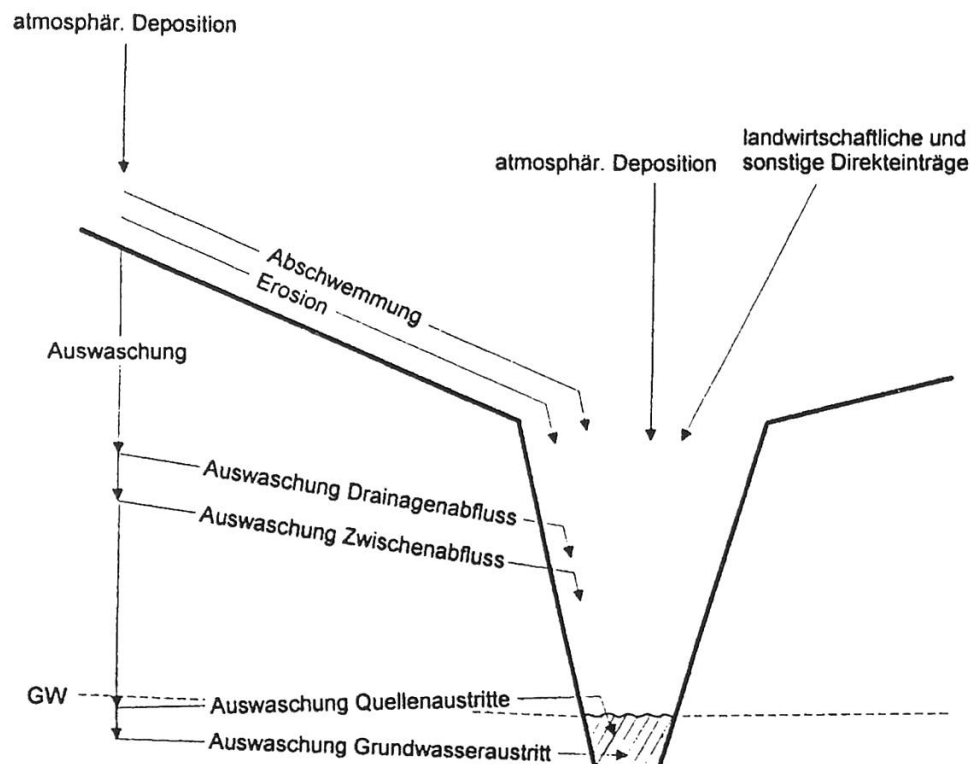 atmosphär. Deposition
landwirtschaftliche und
sonstige Direkteinträge
atmosphär. Deposition
Abschwemmung
Erosion
Auswaschung
Auswaschung Drainagenabfluss
Auswaschung Zwischenabfluss
GW
Auswaschung Quellenaustritte
Auswaschung Grundwasseraustritt